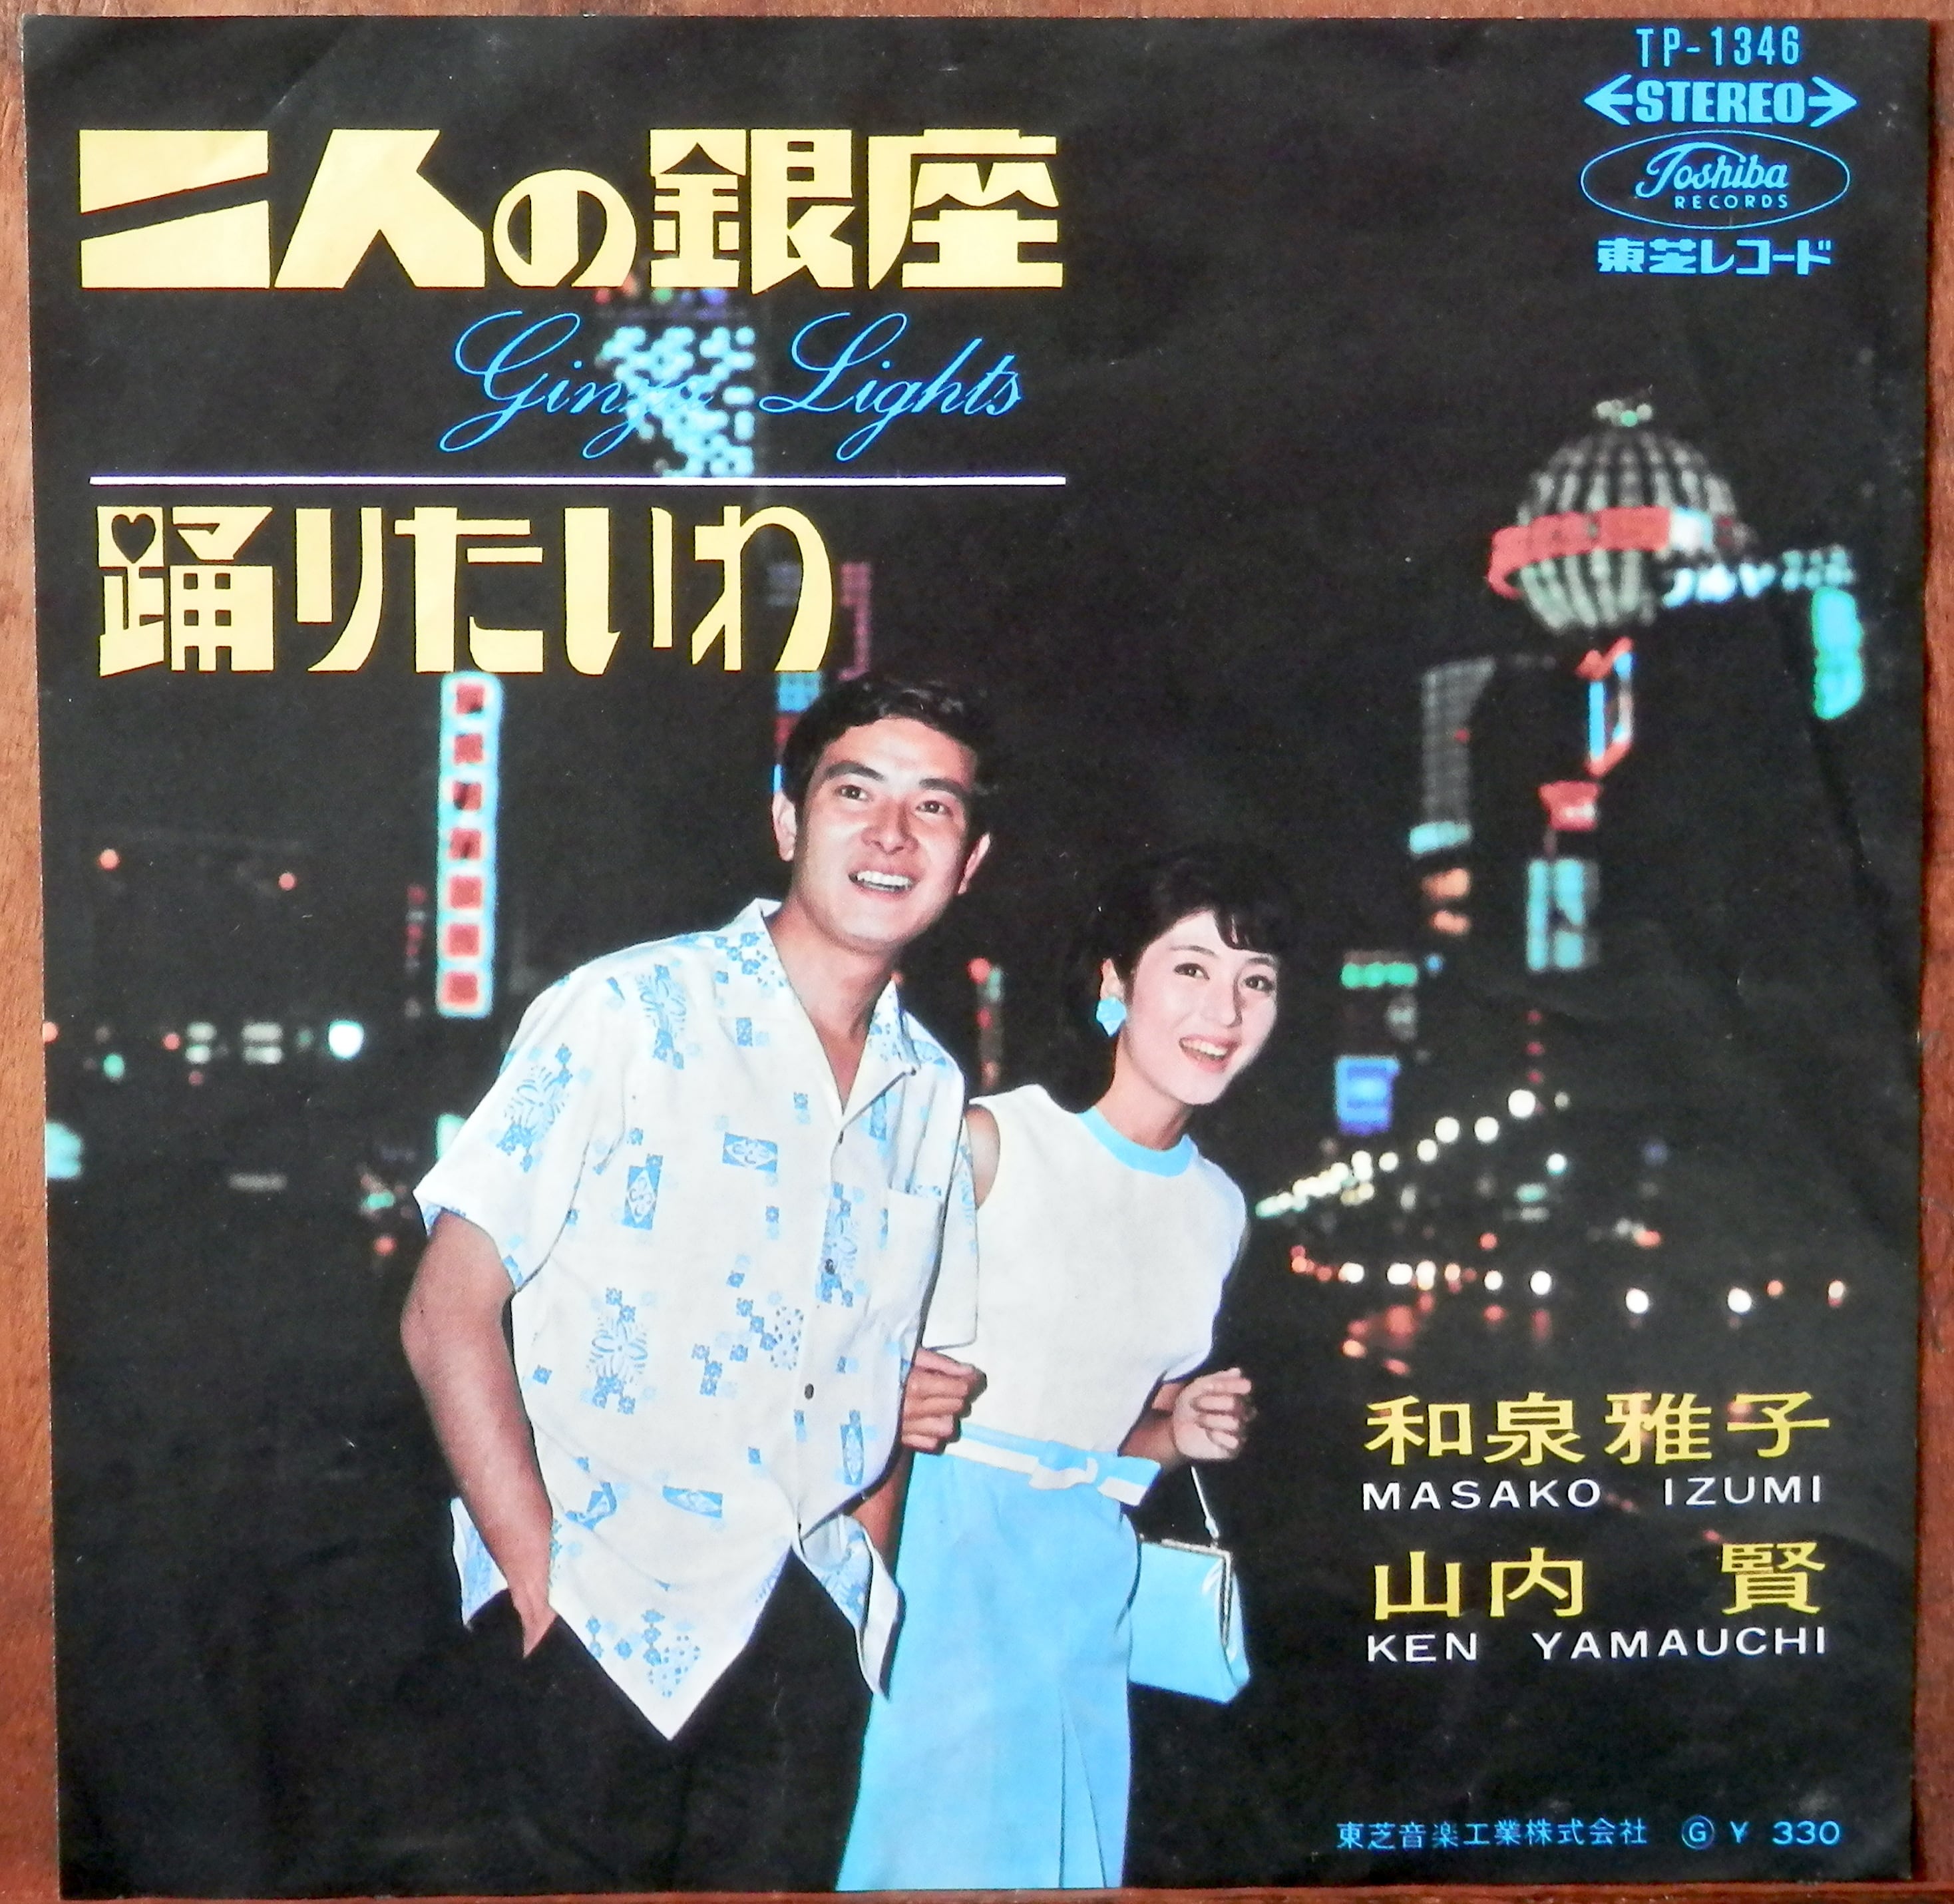 TP-1346
STEREO
Toshiba
RECORDS
東芝レコード
二人の銀座
Ginza Lights
踊りたいわ
和泉雅子
MASAKO IZUMI
山内 賢
KEN YAMAUCHI
東芝音楽工業株式会社 Ⓖ ¥ 330